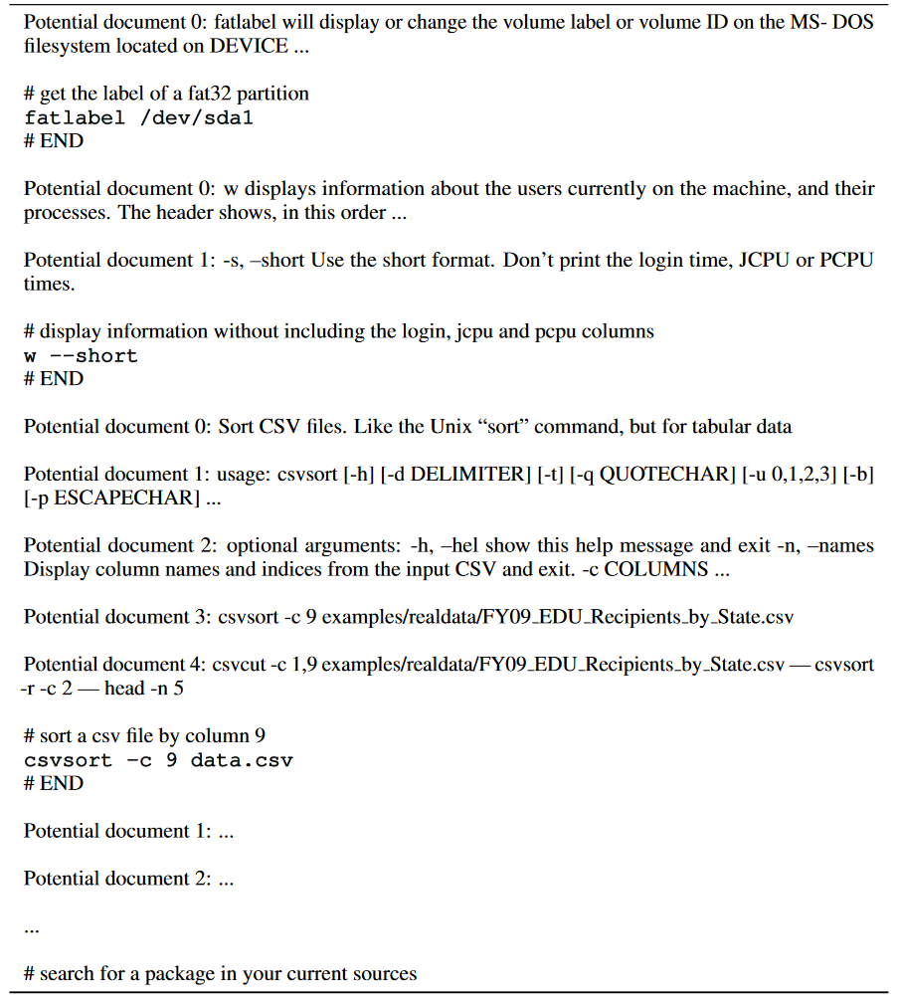 Potential document 0: fatlabel will display or change the volume label or volume ID on the MS- DOS
filesystem located on DEVICE ...
# get the label of a fat32 partition
fatlabel /dev/sda1
# END
Potential document 0: w displays information about the users currently on the machine, and their
processes. The header shows, in this order ...
Potential document 1: -s, –short Use the short format. Don’t print the login time, JCPU or PCPU
times.
# display information without including the login, jcpu and pcpu columns
w --short
# END
Potential document 0: Sort CSV files. Like the Unix “sort” command, but for tabular data
Potential document 1: usage: csvsort [-h] [-d DELIMITER] [-t] [-q QUOTECHAR] [-u 0,1,2,3] [-b]
[-p ESCAPECHAR] ...
Potential document 2: optional arguments: -h, –hel show this help message and exit -n, –names
Display column names and indices from the input CSV and exit. -c COLUMNS ...
Potential document 3: csvsort -c 9 examples/realdata/FY09_EDU_Recipients_by_State.csv
Potential document 4: csvcut -c 1,9 examples/realdata/FY09_EDU_Recipients_by_State.csv — csvsort
-r -c 2 — head -n 5
# sort a csv file by column 9
csvsort -c 9 data.csv
# END
Potential document 1: ...
Potential document 2: ...
...
# search for a package in your current sources